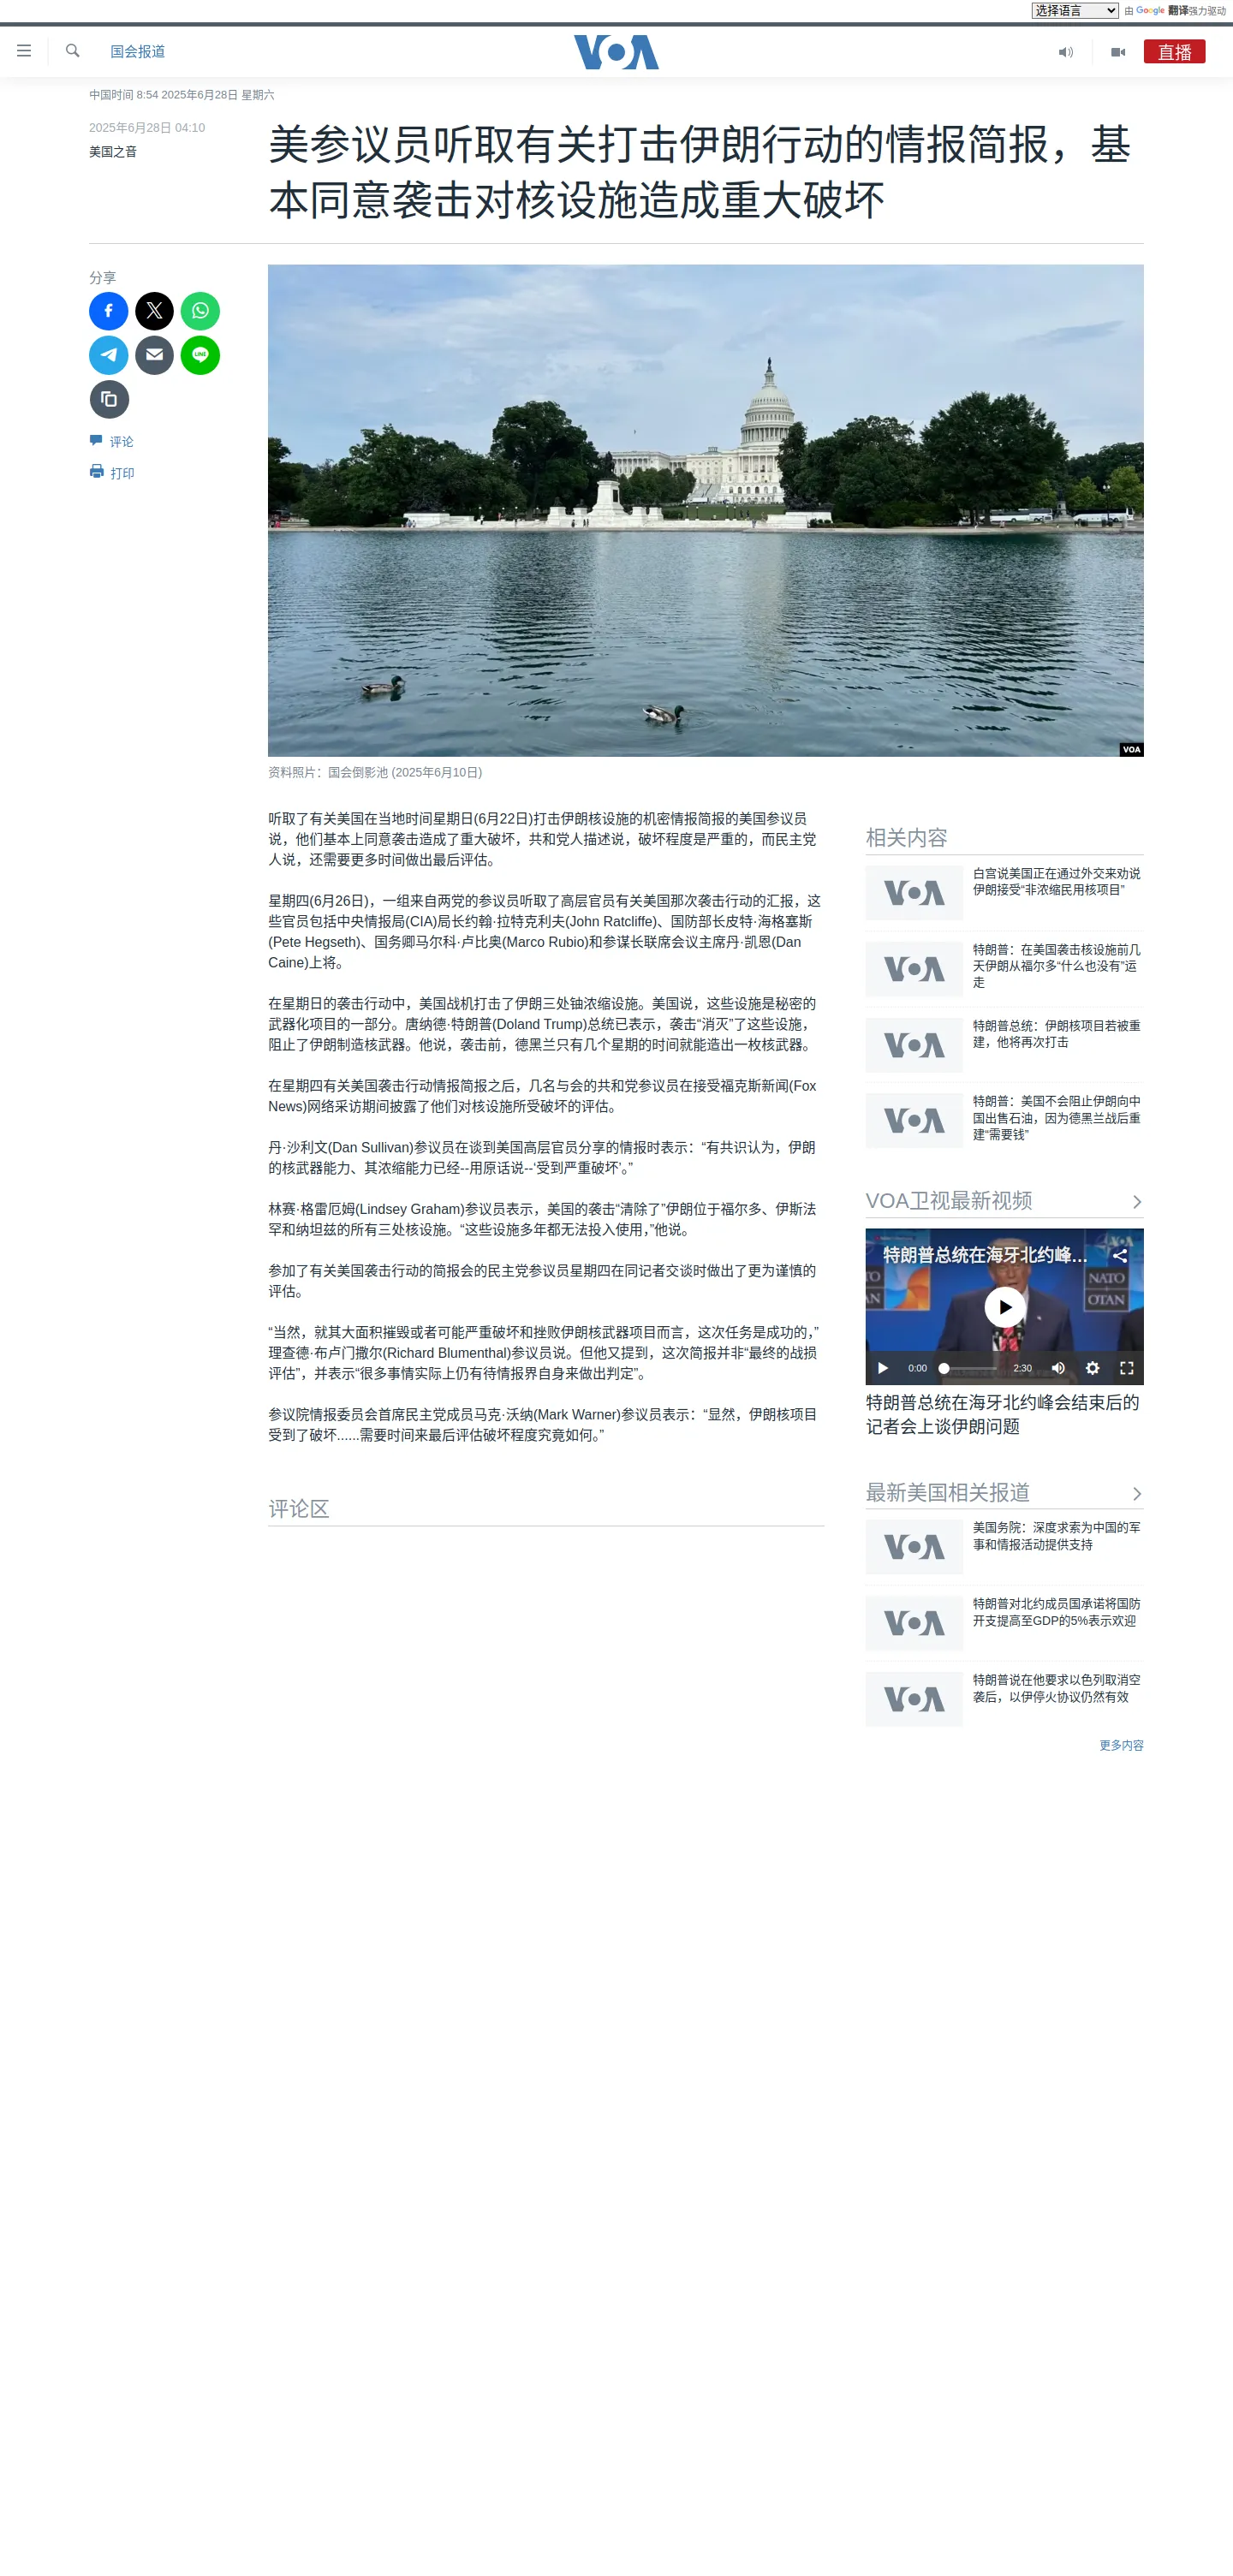 选择语言
由 Google 翻译强力驱动
国会报道
VOA
直播
中国时间 8:54 2025年6月28日 星期六
2025年6月28日 04:10
美国之音
美参议员听取有关打击伊朗行动的情报简报，基
本同意袭击对核设施造成重大破坏
分享
LINE
评论
打印
VOA
资料照片：国会倒影池 (2025年6月10日)
听取了有关美国在当地时间星期日(6月22日)打击伊朗核设施的机密情报简报的美国参议员
说，他们基本上同意袭击造成了重大破坏，共和党人描述说，破坏程度是严重的，而民主党
人说，还需要更多时间做出最后评估。
星期四(6月26日)，一组来自两党的参议员听取了高层官员有关美国那次袭击行动的汇报，这
些官员包括中央情报局(CIA)局长约翰·拉特克利夫(John Ratcliffe)、国防部长皮特·海格塞斯
(Pete Hegseth)、国务卿马尔科·卢比奥(Marco Rubio)和参谋长联席会议主席丹·凯恩(Dan
Caine)上将。
在星期日的袭击行动中，美国战机打击了伊朗三处铀浓缩设施。美国说，这些设施是秘密的
武器化项目的一部分。唐纳德·特朗普(Doland Trump)总统已表示，袭击“消灭”了这些设施，
阻止了伊朗制造核武器。他说，袭击前，德黑兰只有几个星期的时间就能造出一枚核武器。
在星期四有关美国袭击行动情报简报之后，几名与会的共和党参议员在接受福克斯新闻(Fox
News)网络采访期间披露了他们对核设施所受破坏的评估。
丹·沙利文(Dan Sullivan)参议员在谈到美国高层官员分享的情报时表示：“有共识认为，伊朗
的核武器能力、其浓缩能力已经--用原话说--‘受到严重破坏’。”
林赛·格雷厄姆(Lindsey Graham)参议员表示，美国的袭击“清除了”伊朗位于福尔多、伊斯法
罕和纳坦兹的所有三处核设施。“这些设施多年都无法投入使用，”他说。
参加了有关美国袭击行动的简报会的民主党参议员星期四在同记者交谈时做出了更为谨慎的
评估。
“当然，就其大面积摧毁或者可能严重破坏和挫败伊朗核武器项目而言，这次任务是成功的，”
理查德·布卢门撒尔(Richard Blumenthal)参议员说。但他又提到，这次简报并非“最终的战损
评估”，并表示“很多事情实际上仍有待情报界自身来做出判定”。
参议院情报委员会首席民主党成员马克·沃纳(Mark Warner)参议员表示：“显然，伊朗核项目
受到了破坏......需要时间来最后评估破坏程度究竟如何。”
评论区
相关内容
VOA
白宫说美国正在通过外交来劝说
伊朗接受“非浓缩民用核项目”
VOA
特朗普：在美国袭击核设施前几
天伊朗从福尔多“什么也没有”运
走
VOA
特朗普总统：伊朗核项目若被重
建，他将再次打击
VOA
特朗普：美国不会阻止伊朗向中
国出售石油，因为德黑兰战后重
建“需要钱”
VOA卫视最新视频
特朗普总统在海牙北约峰...
VOA
NATO
OTAN
0:00
2:30
特朗普总统在海牙北约峰会结束后的
记者会上谈伊朗问题
最新美国相关报道
VOA
美国务院：深度求索为中国的军
事和情报活动提供支持
VOA
特朗普对北约成员国承诺将国防
开支提高至GDP的5%表示欢迎
VOA
特朗普说在他要求以色列取消空
袭后，以伊停火协议仍然有效
更多内容